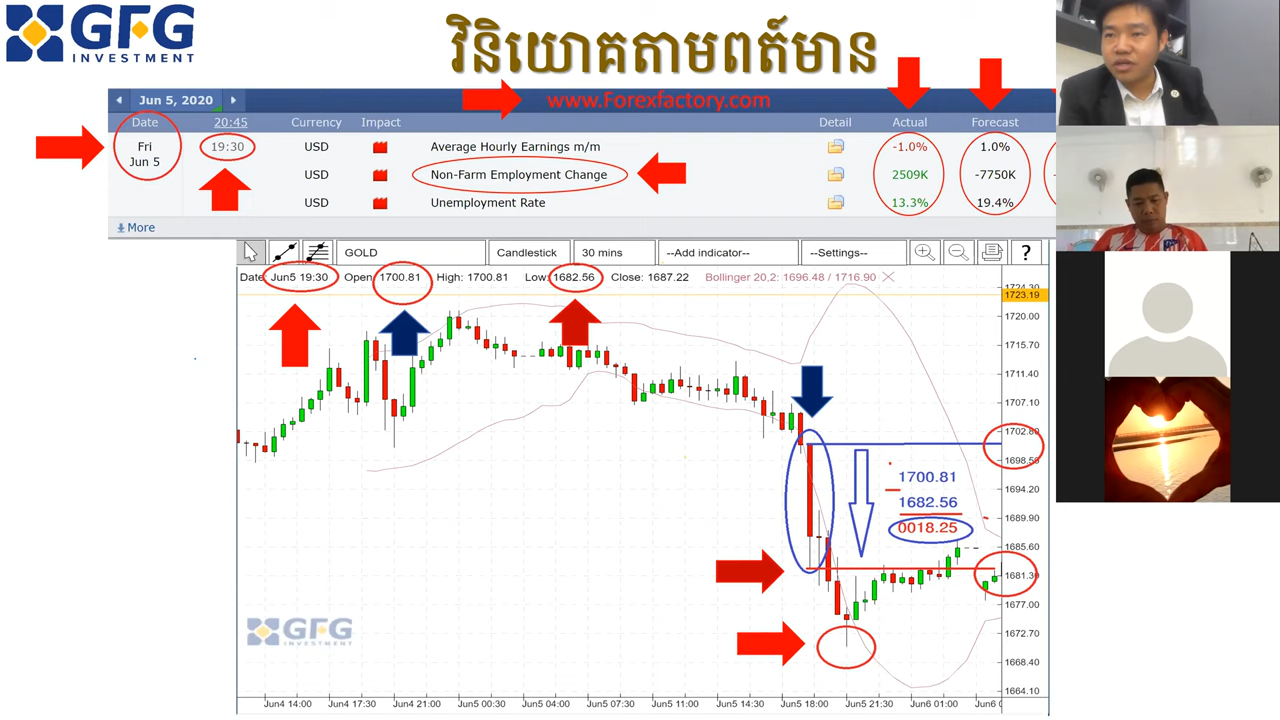 GFG
INVESTMENT
វិនិយោគតាមពត៍មាន
Jun 5, 2020
www.Forexfactory.com
Date 20:45 Currency Impact Detail Actual Forecast
Fri 19:30 USD Average Hourly Earnings m/m -1.0% 1.0%
Jun 5
USD Non-Farm Employment Change 2509K -7750K
USD Unemployment Rate 13.3% 19.4%
More
GOLD Candlestick 30 mins --Add indicator-- --Settings-- ?
Date Jun5 19:30 Open: 1700.81 High: 1700.81 Low: 1682.56 Close: 1687.22 Bollinger 20,2: 1696.48 / 1716.90
1724.30
1723.19
1720.00
1715.70
1711.40
1707.10
1702.80
1698.50
1694.20
1689.90
1685.60
1681.30
1677.00
1672.70
1668.40
1664.10
1700.81
1682.56
0018.25
GFG
INVESTMENT
Jun4 14:00 Jun4 17:30 Jun4 21:00 Jun5 00:30 Jun5 04:00 Jun5 07:30 Jun5 11:00 Jun5 14:30 Jun5 18:00 Jun5 21:30 Jun6 01:00 Jun6